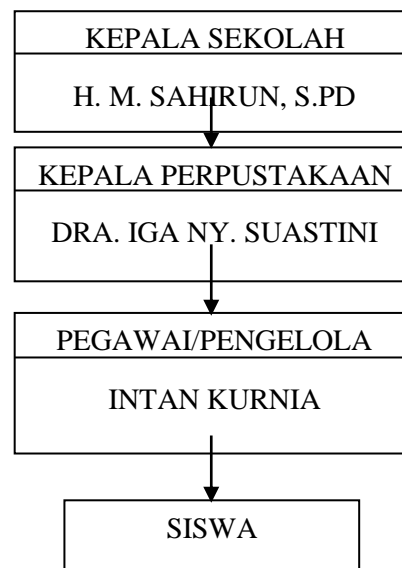 KEPALA SEKOLAH
H. M. SAHIRUN, S.PD
KEPALA PERPUSTAKAAN
DRA. IGA NY. SUASTINI
PEGAWAI/PENGELOLA
INTAN KURNIA
SISWA